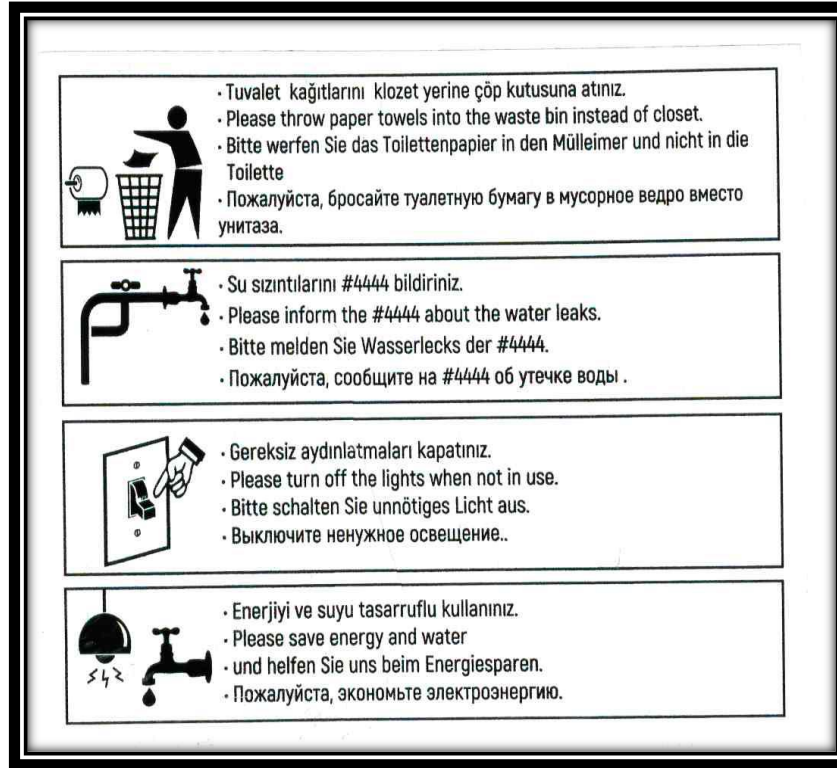 · Tuvalet kağıtlarını klozet yerine çöp kutusuna atınız.
· Please throw paper towels into the waste bin instead of closet.
· Bitte werfen Sie das Toilettenpapier in den Mülleimer und nicht in die
Toilette
· Пожалуйста, бросайте туалетную бумагу в мусорное ведро вместо
унитаза.
· Su sızıntılarını #4444 bildiriniz.
· Please inform the #4444 about the water leaks.
· Bitte melden Sie Wasserlecks der #4444.
· Пожалуйста, сообщите на #4444 об утечке воды .
· Gereksiz aydınlatmaları kapatınız.
· Please turn off the lights when not in use.
· Bitte schalten Sie unnötiges Licht aus.
· Выключите ненужное освещение..
· Enerjiyi ve suyu tasarruflu kullanınız.
· Please save energy and water
· und helfen Sie uns beim Energiesparen.
· Пожалуйста, экономьте электроэнергию.